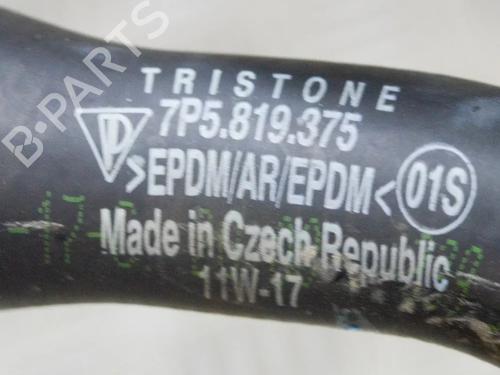 B-PARTS
TRISTONE
7P5.819.375
>EPDM/AR/EPDM<
01S
Made in Czech Republic
11W-17